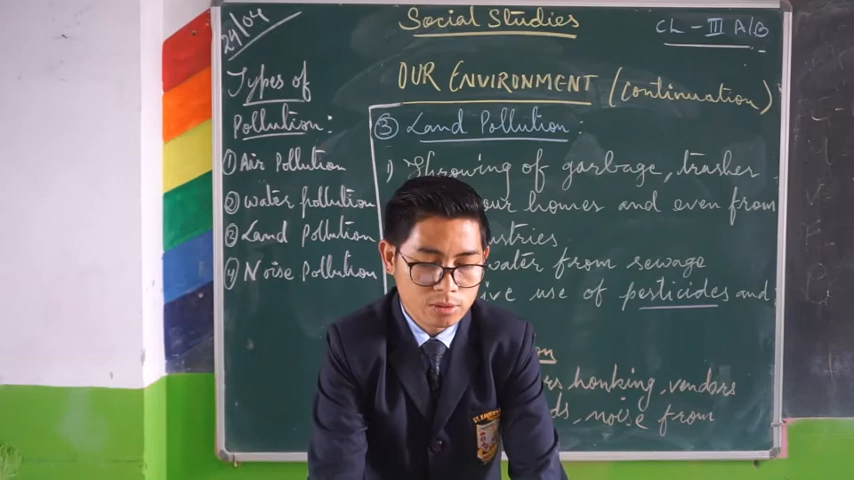 24/04
Social Studies
CL - III A/B
Types of
Pollution:
① Air Pollution
② water pollution
③ Land Pollution
④ Noise Pollution
OUR ENVIRONMENT (Continuation)
③ Land Pollution:
1) Throwing of garbage, trashes
our homes and even from
water from sewage
use of pesticides and
honking, vendors
noise from